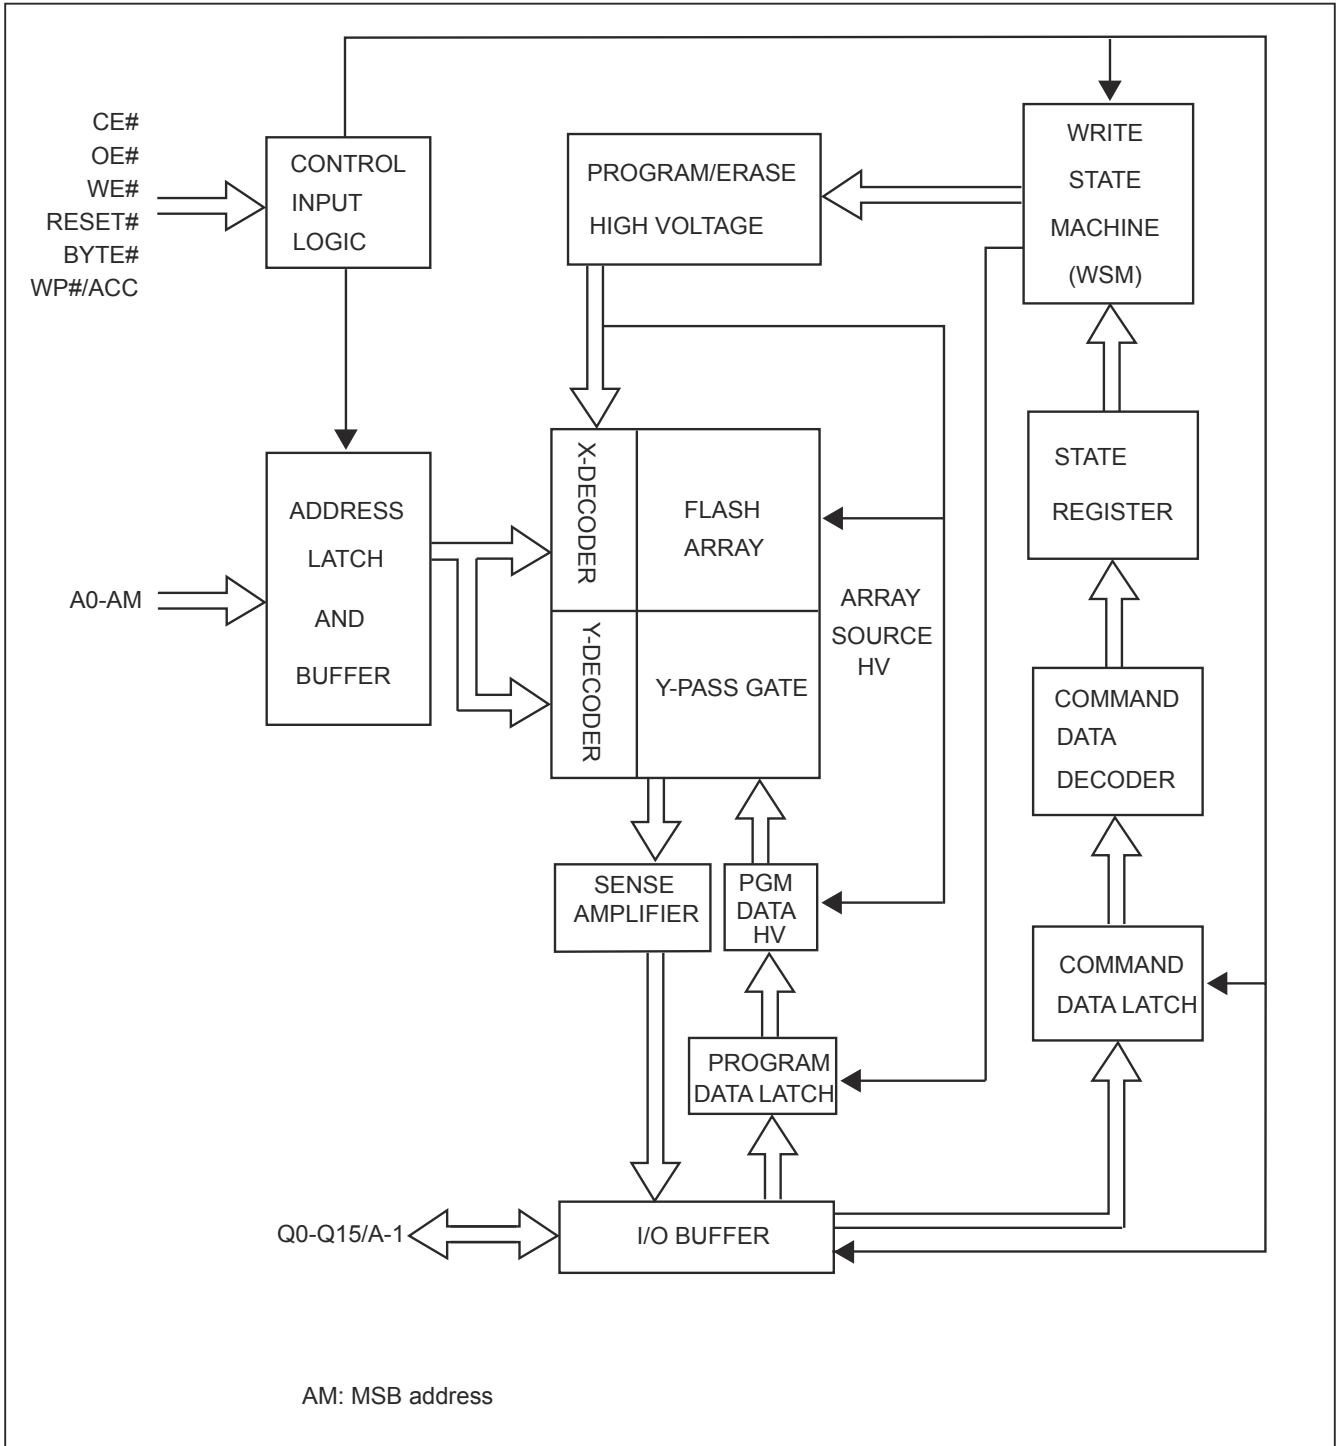 CE#
OE#
WE#
RESET#
BYTE#
WP#/ACC
CONTROL
INPUT
LOGIC
PROGRAM/ERASE
HIGH VOLTAGE
WRITE
STATE
MACHINE
(WSM)
STATE
REGISTER
X-DECODER
FLASH
ARRAY
ADDRESS
LATCH
AND
BUFFER
A0-AM
ARRAY
SOURCE
HV
Y-DECODER
Y-PASS GATE
COMMAND
DATA
DECODER
SENSE
AMPLIFIER
PGM
DATA
HV
COMMAND
DATA LATCH
PROGRAM
DATA LATCH
Q0-Q15/A-1
I/O BUFFER
AM: MSB address